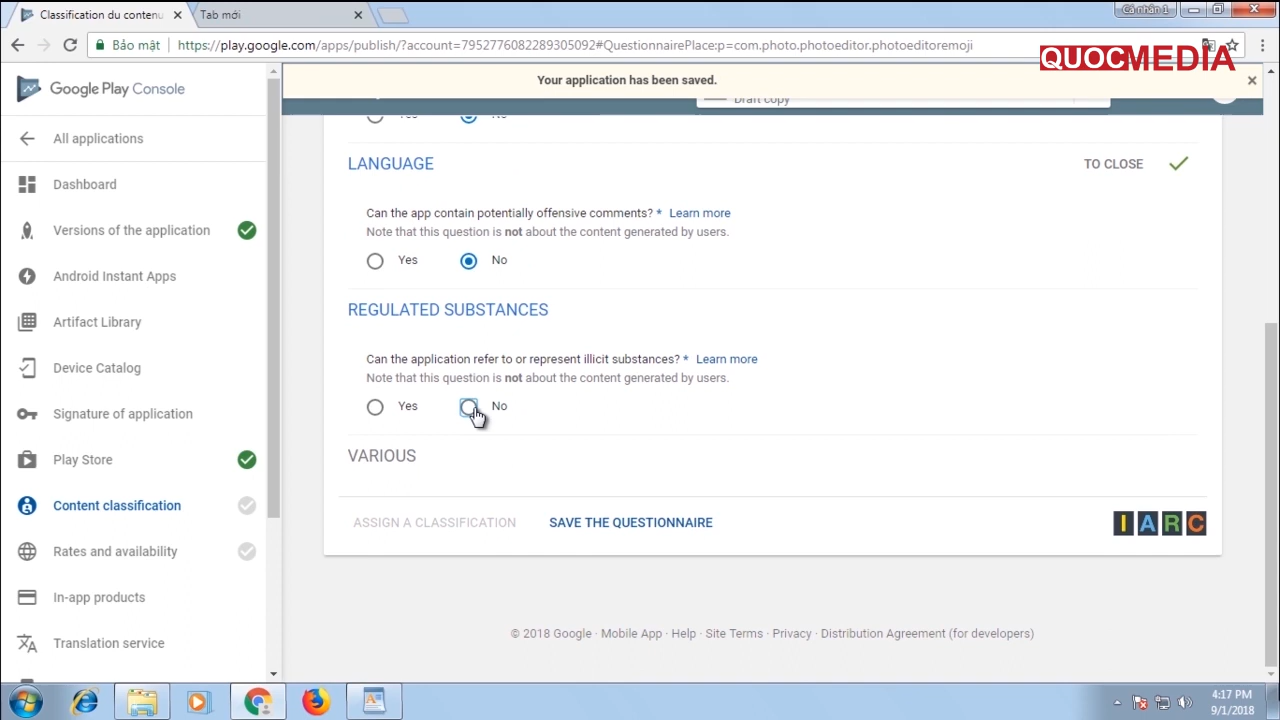 Classification du contenu
Tab mới
Cá nhân 1
Bảo mật
https://play.google.com/apps/publish/?account=7952778282289305092#QuestionnairePlace:p=com.photo.photoeditor.photoeditoremoji
QUOCMEDIA
Google Play Console
Your application has been saved.
Draft copy
All applications
Yes
No
Dashboard
Versions of the application
Android Instant Apps
Artifact Library
Device Catalog
Signature of application
Play Store
Content classification
Rates and availability
In-app products
Translation service
LANGUAGE
TO CLOSE
Can the app contain potentially offensive comments? * Learn more
Note that this question is not about the content generated by users.
Yes
No
REGULATED SUBSTANCES
Can the application refer to or represent illicit substances? * Learn more
Note that this question is not about the content generated by users.
Yes
No
VARIOUS
ASSIGN A CLASSIFICATION
SAVE THE QUESTIONNAIRE
IARC
© 2018 Google · Mobile App · Help · Site Terms · Privacy · Distribution Agreement (for developers)
4:17 PM
9/1/2018